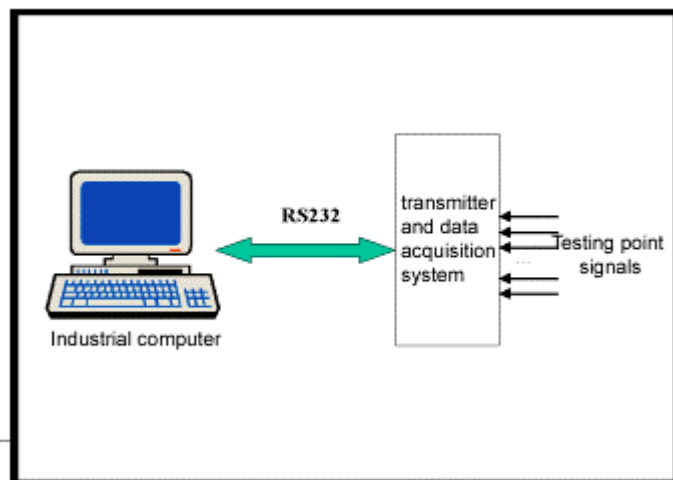 RS232
transmitter
and data
acquisition
system
Testing point
...
signals
Industrial computer